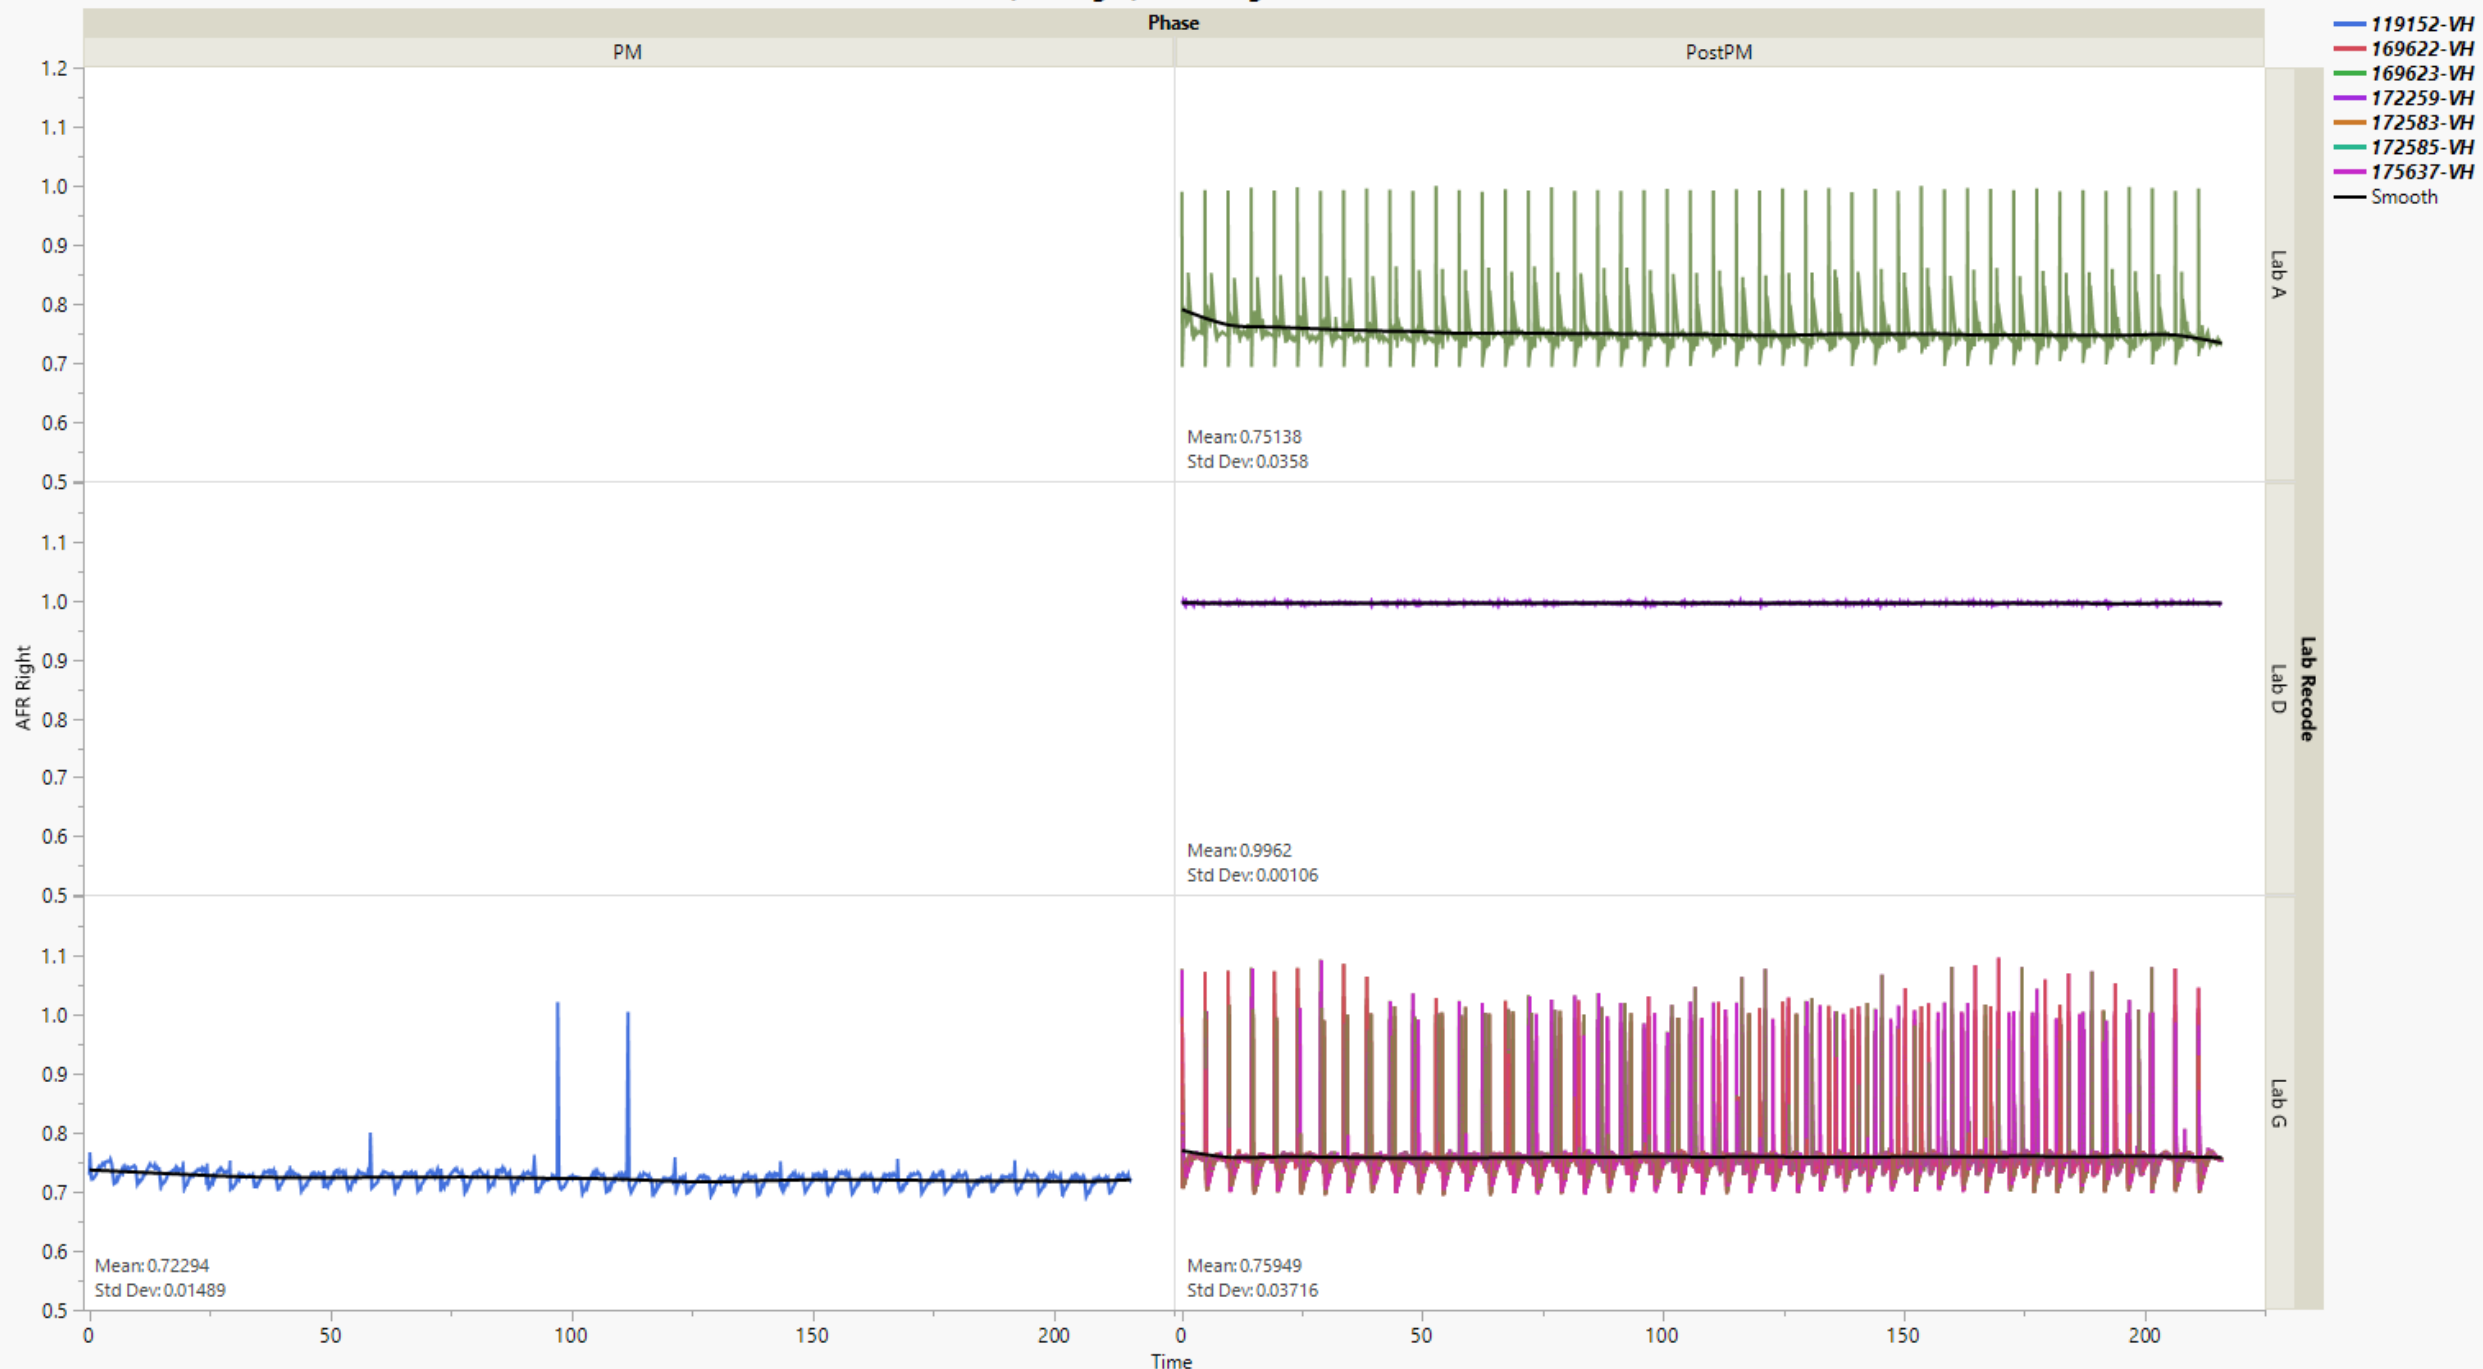 Phase
PM
PostPM
119152-VH
169622-VH
169623-VH
172259-VH
172583-VH
172585-VH
175637-VH
Smooth
1.2
1.1
1.0
0.9
0.8
0.7
0.6
0.5
Mean: 0.75138
Std Dev: 0.0358
Lab A
1.1
1.0
0.9
0.8
0.7
0.6
0.5
Mean: 0.9962
Std Dev: 0.00106
Lab D
AFR Right
Lab Recode
1.1
1.0
0.9
0.8
0.7
0.6
0.5
Mean: 0.72294
Std Dev: 0.01489
Mean: 0.75949
Std Dev: 0.03716
Lab G
0 50 100 150 200 0 50 100 150 200
Time